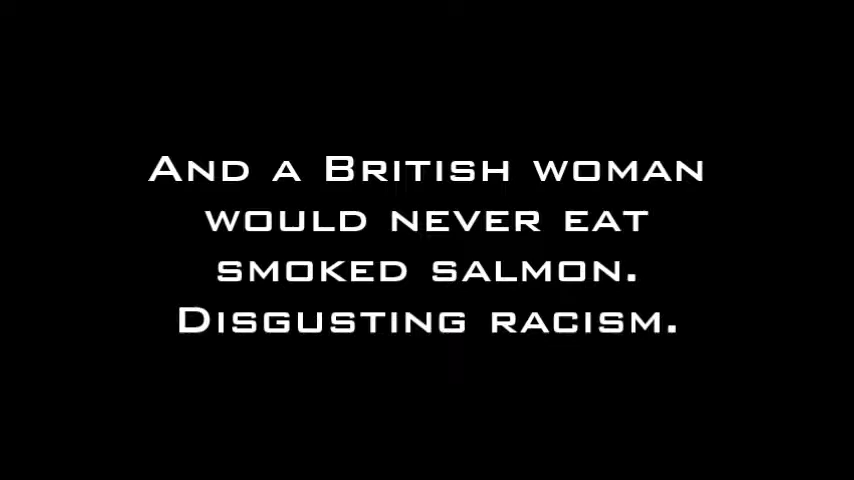 And a British woman
would never eat
smoked salmon.
Disgusting racism.